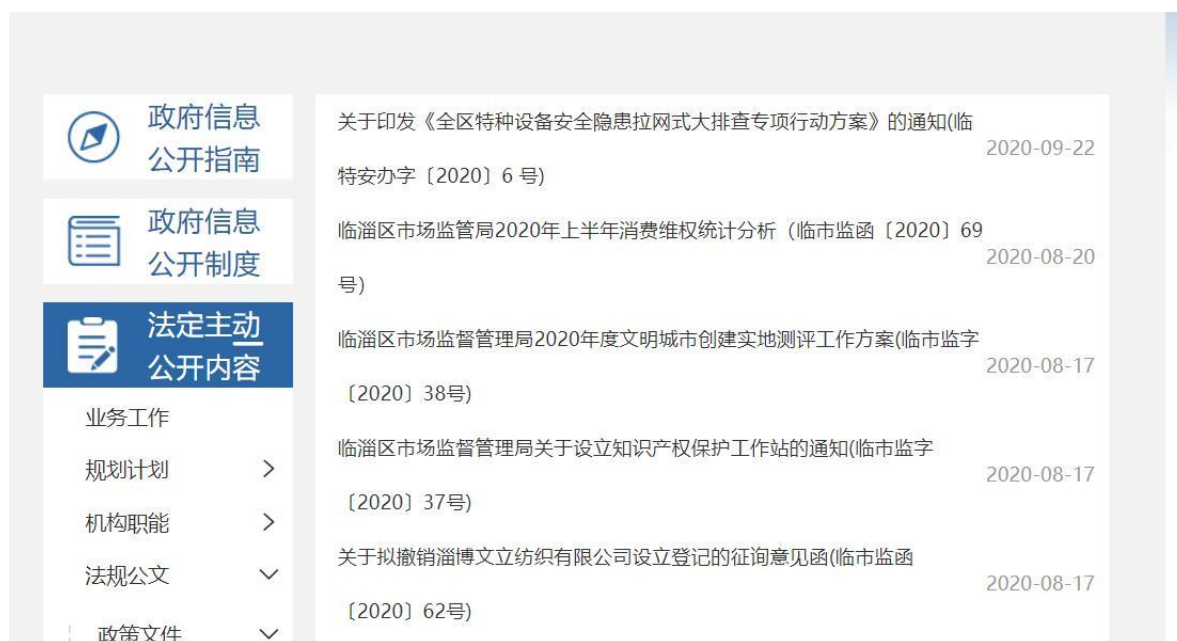 政府信息
公开指南
政府信息
公开制度
法定主动
公开内容
业务工作
规划计划
机构职能
法规公文
政策文件
关于印发《全区特种设备安全隐患拉网式大排查专项行动方案》的通知(临
特安办字〔2020〕6 号)
2020-09-22
临淄区市场监管局2020年上半年消费维权统计分析（临市监函〔2020〕69
号)
2020-08-20
临淄区市场监督管理局2020年度文明城市创建实地测评工作方案(临市监字
〔2020〕38号)
2020-08-17
临淄区市场监督管理局关于设立知识产权保护工作站的通知(临市监字
〔2020〕37号)
2020-08-17
关于拟撤销淄博文立纺织有限公司设立登记的征询意见函(临市监函
〔2020〕62号)
2020-08-17